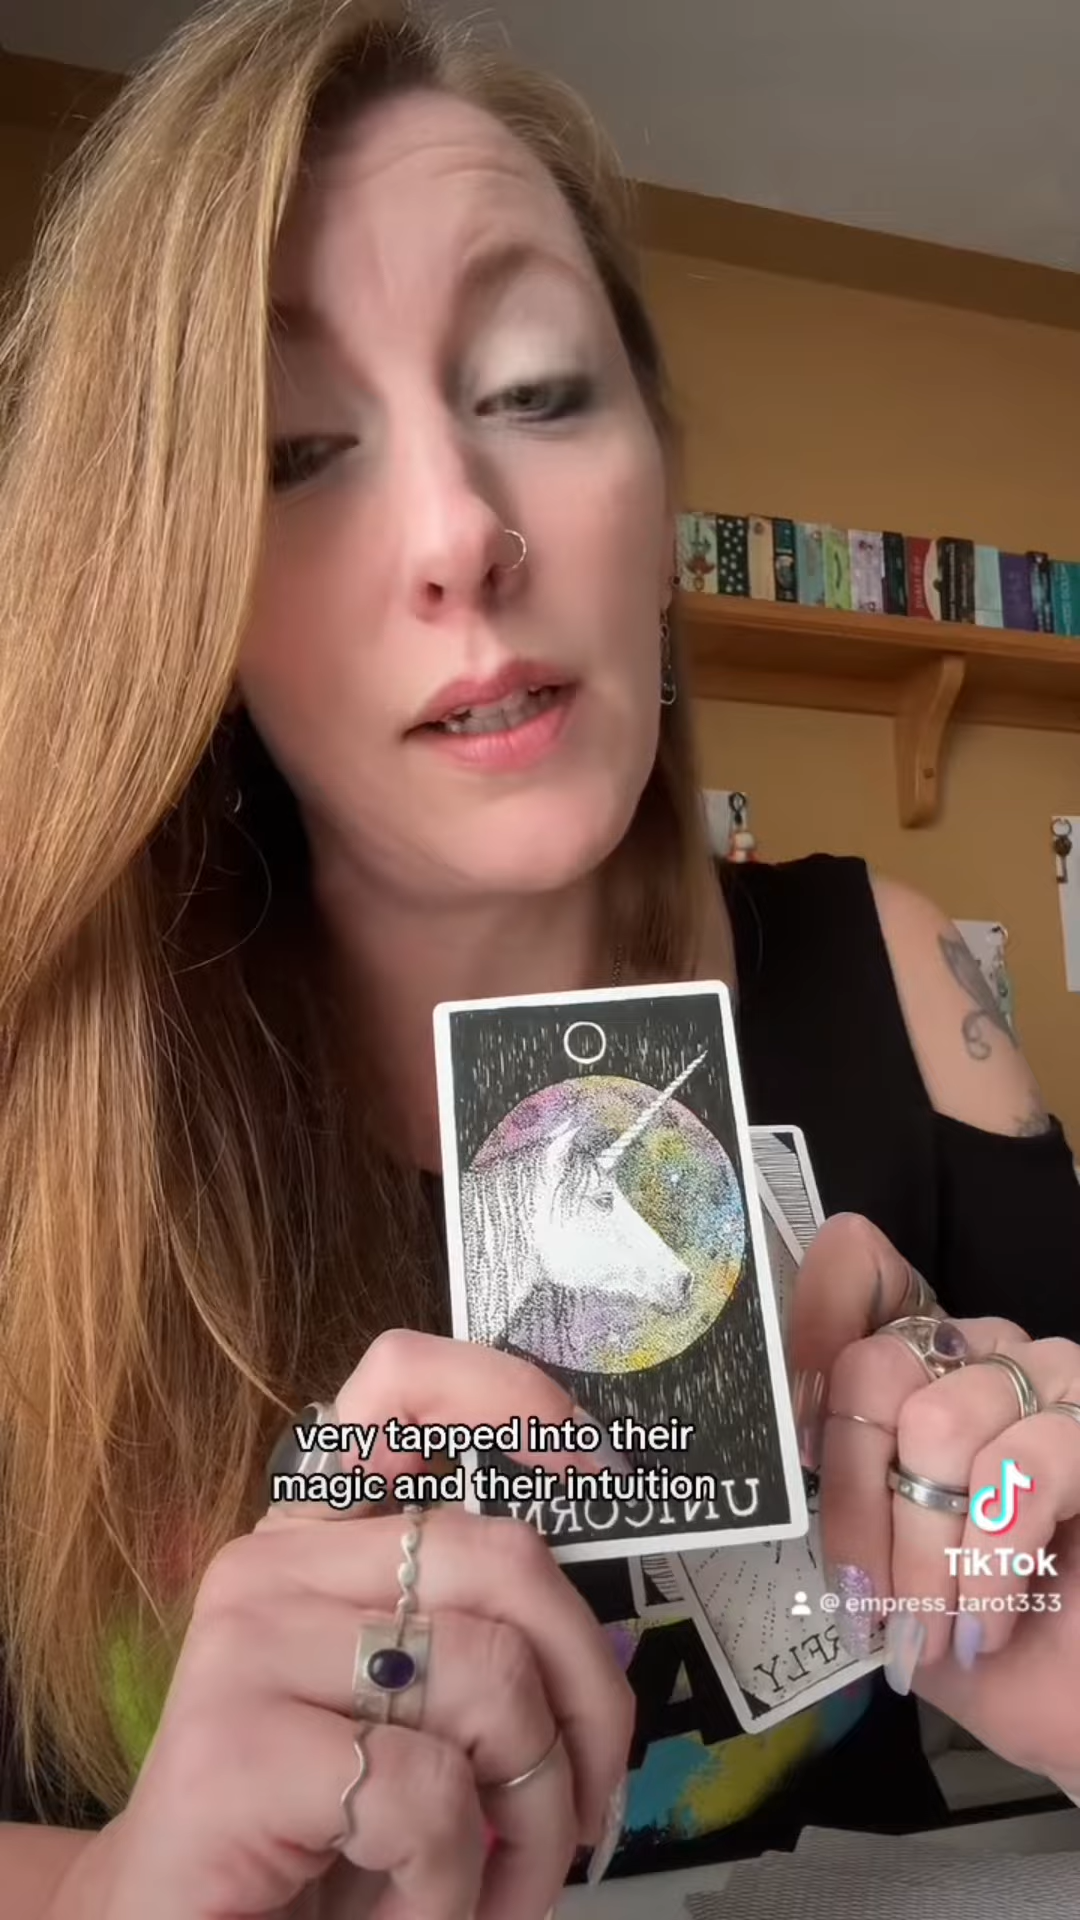 very tapped into their
magic and their intuition
UNICORN
TikTok
@empress_tarot333